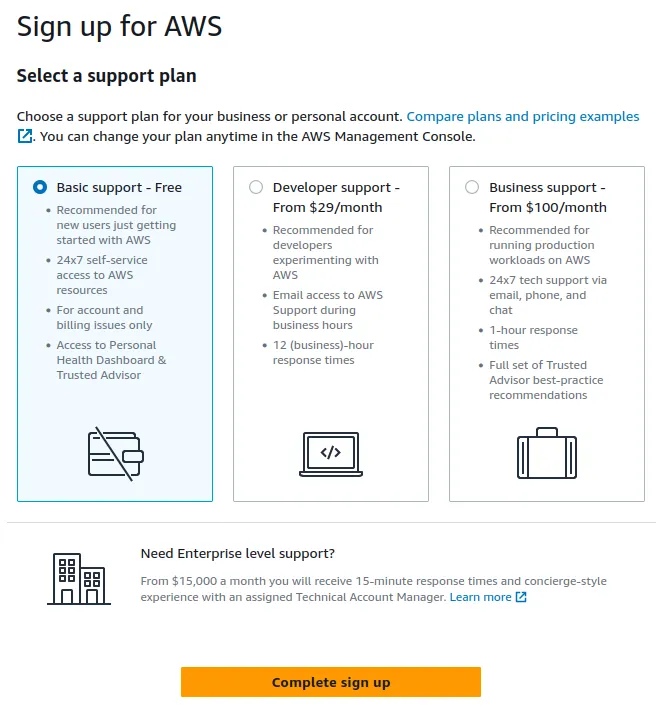 Sign up for AWS
Select a support plan
Choose a support plan for your business or personal account. Compare plans and pricing examples
. You can change your plan anytime in the AWS Management Console.
Basic support - Free
• Recommended for
new users just getting
started with AWS
• 24x7 self-service
access to AWS
resources
• For account and
billing issues only
• Access to Personal
Health Dashboard &
Trusted Advisor
Developer support -
From $29/month
• Recommended for
developers
experimenting with
AWS
• Email access to AWS
Support during
business hours
• 12 (business)-hour
response times
</>
Business support -
From $100/month
• Recommended for
running production
workloads on AWS
• 24x7 tech support via
email, phone, and
chat
• 1-hour response
times
• Full set of Trusted
Advisor best-practice
recommendations
Need Enterprise level support?
From $15,000 a month you will receive 15-minute response times and concierge-style
experience with an assigned Technical Account Manager. Learn more
Complete sign up